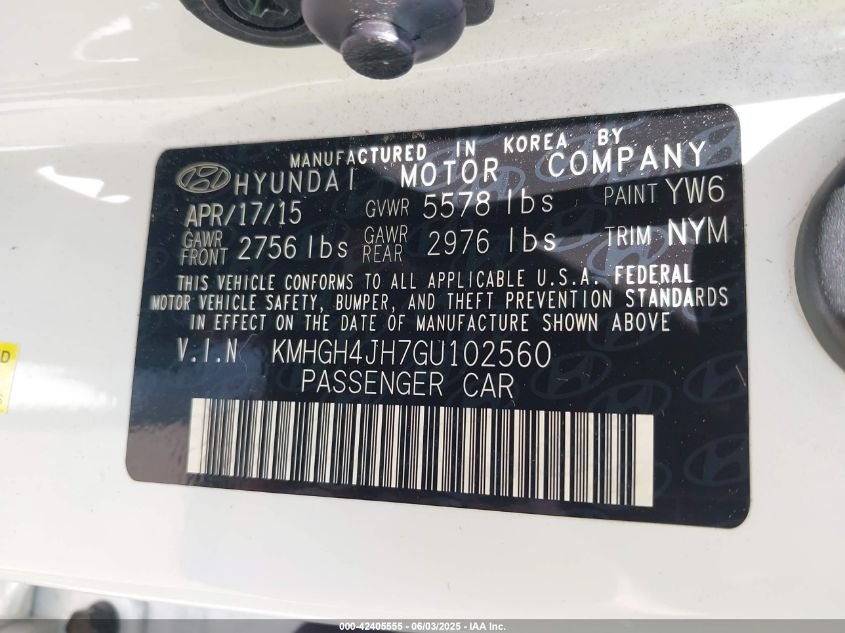 MANUFACTURED IN KOREA BY
HYUNDAI MOTOR COMPANY
APR/17/15 GVWR 5578 lbs PAINT YW6
GAWR FRONT 2756 lbs GAWR REAR 2976 lbs TRIM NYM
THIS VEHICLE CONFORMS TO ALL APPLICABLE U.S.A. FEDERAL
MOTOR VEHICLE SAFETY, BUMPER, AND THEFT PREVENTION STANDARDS
IN EFFECT ON THE DATE OF MANUFACTURE SHOWN ABOVE
V.I.N KMHGH4JH7GU102560
PASSENGER CAR
D
000-42405555 - 06/03/2025 - IAA Inc.